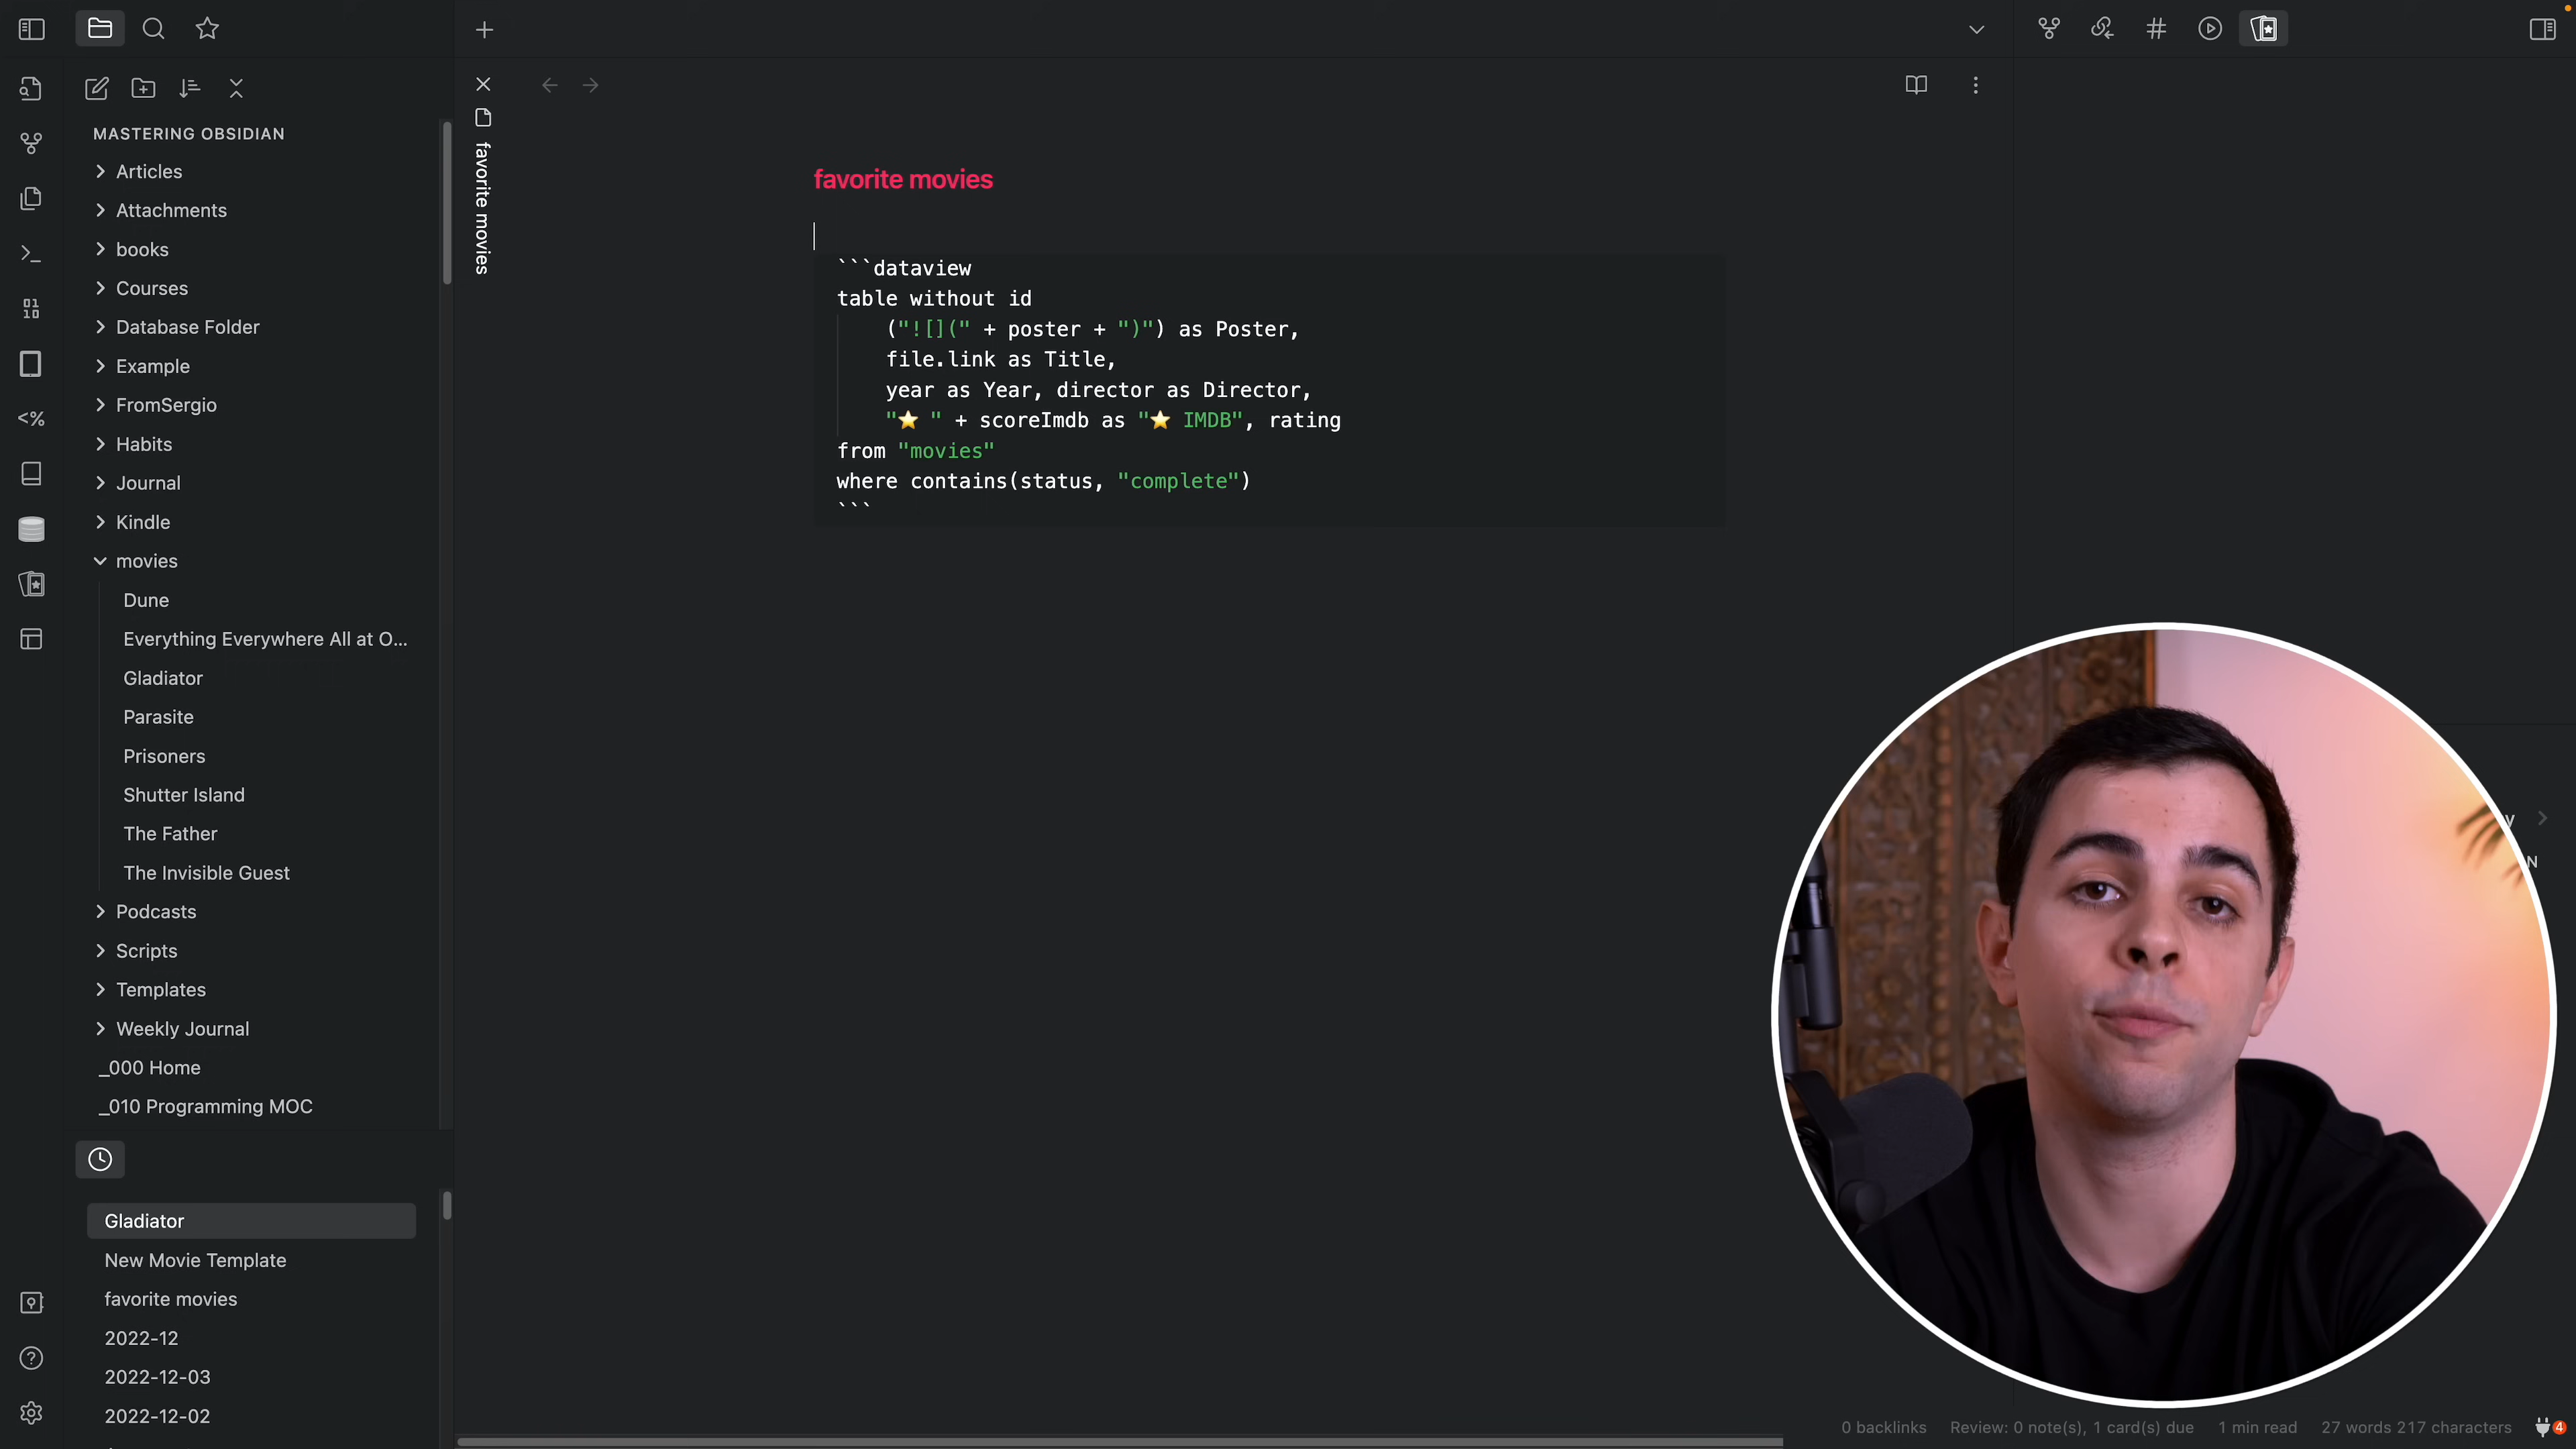 MASTERING OBSIDIAN
Articles
Attachments
books
Courses
Database Folder
Example
FromSergio
Habits
Journal
Kindle
movies
Dune
Everything Everywhere All at O...
Gladiator
Parasite
Prisoners
Shutter Island
The Father
The Invisible Guest
Podcasts
Scripts
Templates
Weekly Journal
_000 Home
_010 Programming MOC
Gladiator
New Movie Template
favorite movies
2022-12
2022-12-03
2022-12-02
favorite movies
favorite movies
```dataview
table without id
("![](" + poster + ")") as Poster,
file.link as Title,
year as Year, director as Director,
"⭐ " + scoreImdb as "⭐ IMDB", rating
from "movies"
where contains(status, "complete")
```
0 backlinks Review: 0 note(s), 1 card(s) due 1 min read 27 words 217 characters 4